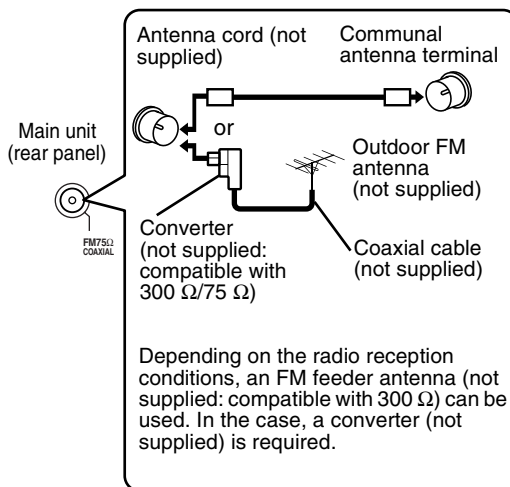 Antenna cord (not
supplied)
Communal
antenna terminal
Main unit
(rear panel)
or
FM75Ω
COAXIAL
Outdoor FM
antenna
(not supplied)
Converter
(not supplied:
compatible with
300 Ω/75 Ω)
Coaxial cable
(not supplied)
Depending on the radio reception
conditions, an FM feeder antenna (not
supplied: compatible with 300 Ω) can be
used. In the case, a converter (not
supplied) is required.